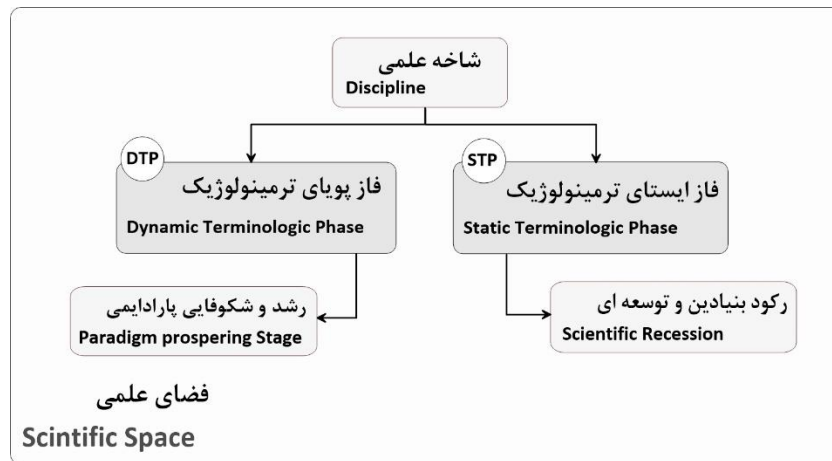 شاخه علمی
Discipline
DTP
فاز پویای ترمینولوژیک
Dynamic Terminologic Phase
STP
فاز ایستای ترمینولوژیک
Static Terminologic Phase
رشد و شکوفایی پارادایمی
Paradigm prospering Stage
رکود بنیادین و توسعه ای
Scientific Recession
فضای علمی
Scintific Space